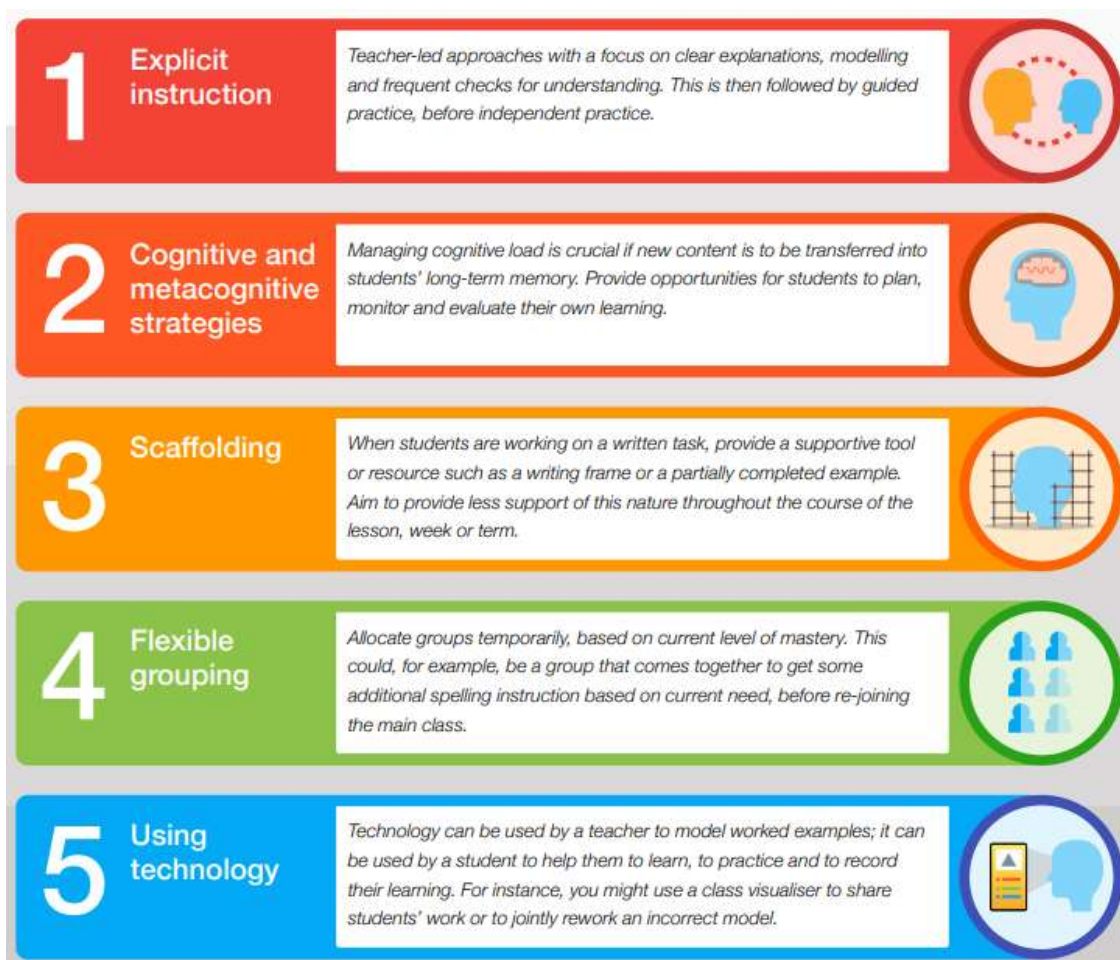 1
Explicit
instruction
Teacher-led approaches with a focus on clear explanations, modelling
and frequent checks for understanding. This is then followed by guided
practice, before independent practice.
2
Cognitive and
metacognitive
strategies
Managing cognitive load is crucial if new content is to be transferred into
students' long-term memory. Provide opportunities for students to plan,
monitor and evaluate their own learning.
3
Scaffolding
When students are working on a written task, provide a supportive tool
or resource such as a writing frame or a partially completed example.
Aim to provide less support of this nature throughout the course of the
lesson, week or term.
4
Flexible
grouping
Allocate groups temporarily, based on current level of mastery. This
could, for example, be a group that comes together to get some
additional spelling instruction based on current need, before re-joining
the main class.
5
Using
technology
Technology can be used by a teacher to model worked examples; it can
be used by a student to help them to learn, to practice and to record
their learning. For instance, you might use a class visualiser to share
students' work or to jointly rework an incorrect model.